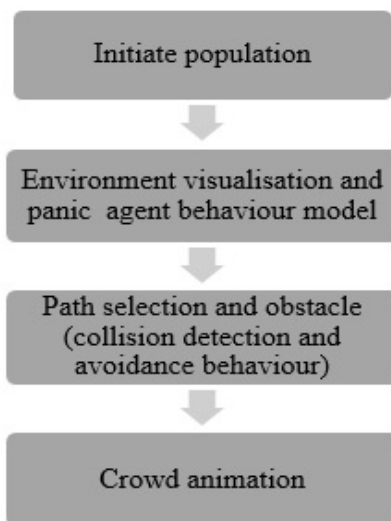 Initiate population
Environment visualisation and
panic agent behaviour model
Path selection and obstacle
(collision detection and
avoidance behaviour)
Crowd animation